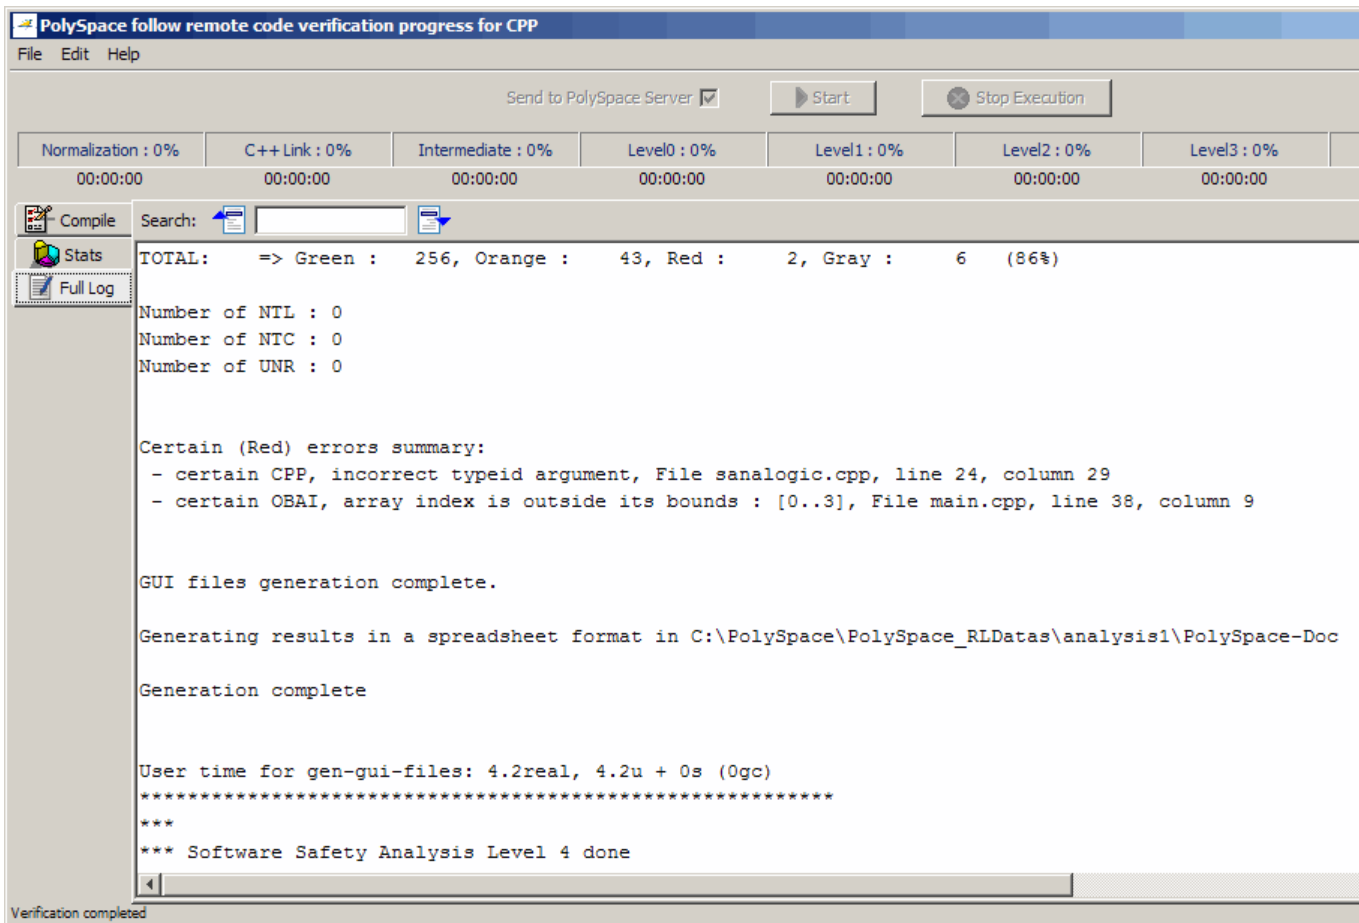 PolySpace follow remote code verification progress for CPP
File Edit Help
Send to PolySpace Server Start Stop Execution
Normalization : 0% C++ Link : 0% Intermediate : 0% Level0 : 0% Level1 : 0% Level2 : 0% Level3 : 0%
00:00:00 00:00:00 00:00:00 00:00:00 00:00:00 00:00:00 00:00:00
Compile Search:
Stats
Full Log
TOTAL: => Green : 256, Orange : 43, Red : 2, Gray : 6 (86%)
Number of NTL : 0
Number of NTC : 0
Number of UNR : 0
Certain (Red) errors summary:
- certain CPP, incorrect typeid argument, File sanalogic.cpp, line 24, column 29
- certain OBAI, array index is outside its bounds : [0..3], File main.cpp, line 38, column 9
GUI files generation complete.
Generating results in a spreadsheet format in C:\PolySpace\PolySpace_RLDatas\analysis1\PolySpace-Doc
Generation complete
User time for gen-gui-files: 4.2real, 4.2u + 0s (0gc)
**********************************************************
***
*** Software Safety Analysis Level 4 done
Verification completed